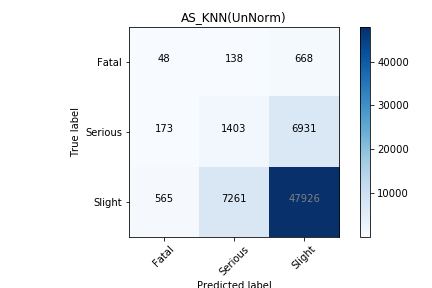 AS_KNN(UnNorm)
Fatal 48 138 668
Serious 173 1403 6931
Slight 565 7261 47926
Fatal Serious Slight
True label
Predicted label
40000
30000
20000
10000